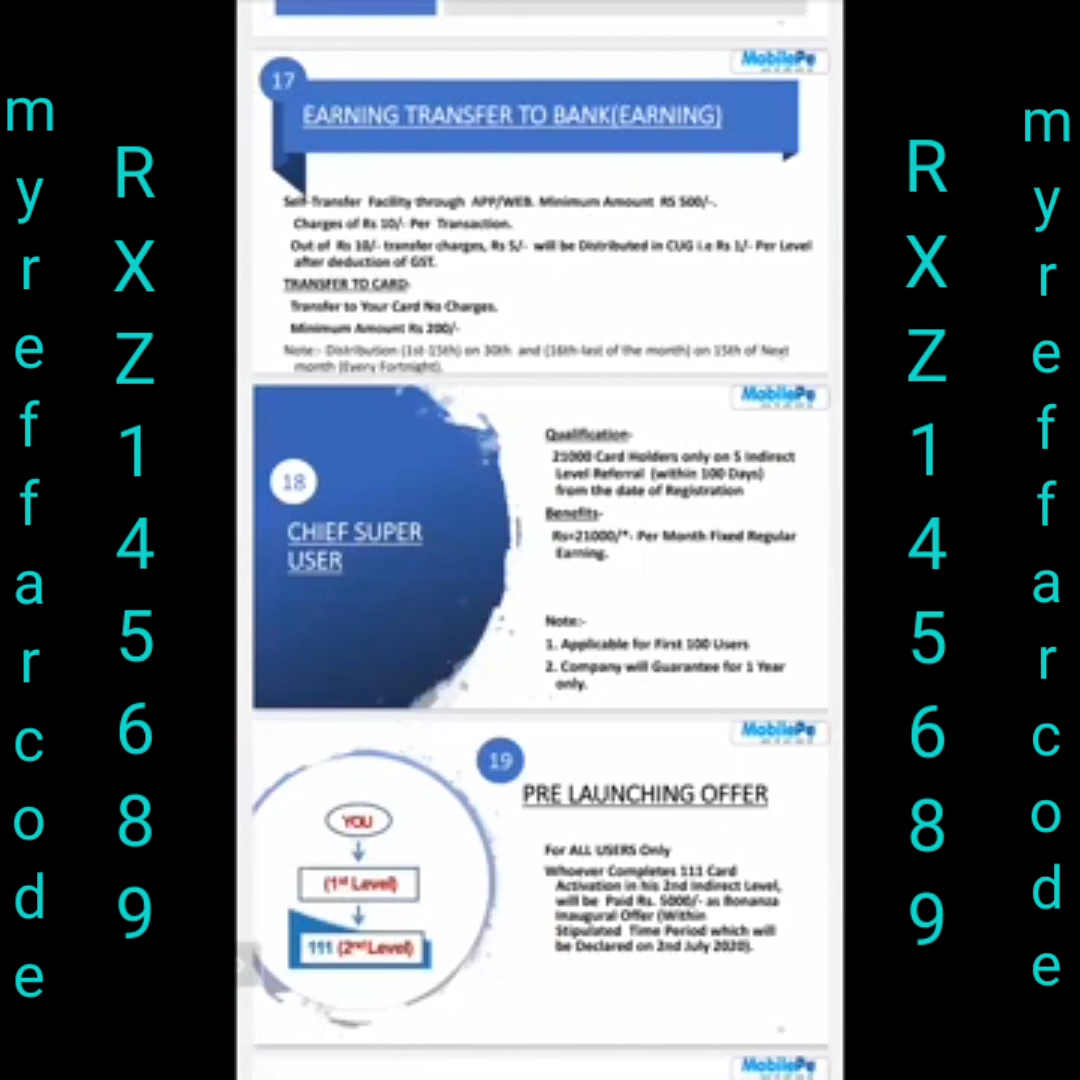 myreffarcode
RXZ145689
MobilePe
17
EARNING TRANSFER TO BANK(EARNING)
Self-Transfer Facility through APP/WEB. Minimum Amount RS 500/-.
Charges of Rs 10/- Per Transaction.
Out of Rs 10/- transfer charges, Rs 5/- will be Distributed in CUG i.e Rs 1/- Per Level
after deduction of GST.
TRANSFER TO CARD-
Transfer to Your Card No Charges.
Minimum Amount Rs 200/-
Note:- Distribution (1st-15th) on 30th and (16th-last of the month) on 15th of Next
month (Every Fortnight).
MobilePe
18
CHIEF SUPER
USER
Qualification-
21000 Card Holders only on 5 Indirect
Level Referral (within 100 Days)
from the date of Registration
Benefits-
Rs=21000/*- Per Month Fixed Regular
Earning.
Note:-
1. Applicable for First 100 Users
2. Company will Guarantee for 1 Year
only.
MobilePe
19
PRE LAUNCHING OFFER
YOU
(1st Level)
111 (2nd Level)
For ALL USERS Only
Whoever Completes 111 Card
Activation in his 2nd Indirect Level,
will be Paid Rs. 5000/- as Bonanza
Inaugural Offer (Within
Stipulated Time Period which will
be Declared on 2nd July 2020).
MobilePe
RXZ145689
myreffarcode